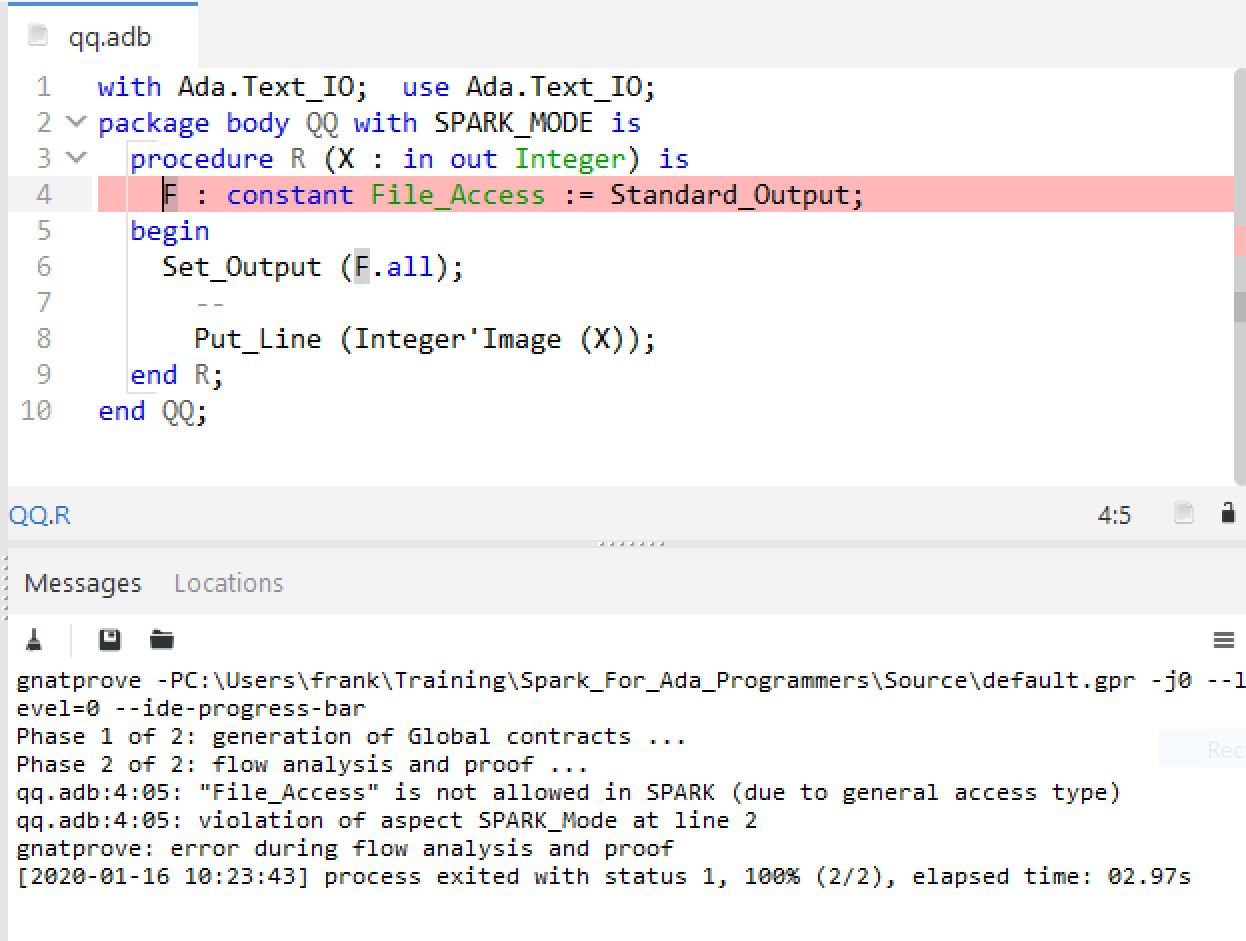 qq.adb
1 with Ada.Text_IO;  use Ada.Text_IO;
2 package body QQ with SPARK_MODE is
3 procedure R (X : in out Integer) is
4 F : constant File_Access := Standard_Output;
5 begin
6 Set_Output (F.all);
7 --
8 Put_Line (Integer'Image (X));
9 end R;
10 end QQ;
QQ.R 4:5
Messages Locations
gnatprove -PC:\Users\frank\Training\Spark_For_Ada_Programmers\Source\default.gpr -j0 --l
evel=0 --ide-progress-bar
Phase 1 of 2: generation of Global contracts ...
Phase 2 of 2: flow analysis and proof ...
Rec
qq.adb:4:05: "File_Access" is not allowed in SPARK (due to general access type)
qq.adb:4:05: violation of aspect SPARK_Mode at line 2
gnatprove: error during flow analysis and proof
[2020-01-16 10:23:43] process exited with status 1, 100% (2/2), elapsed time: 02.97s